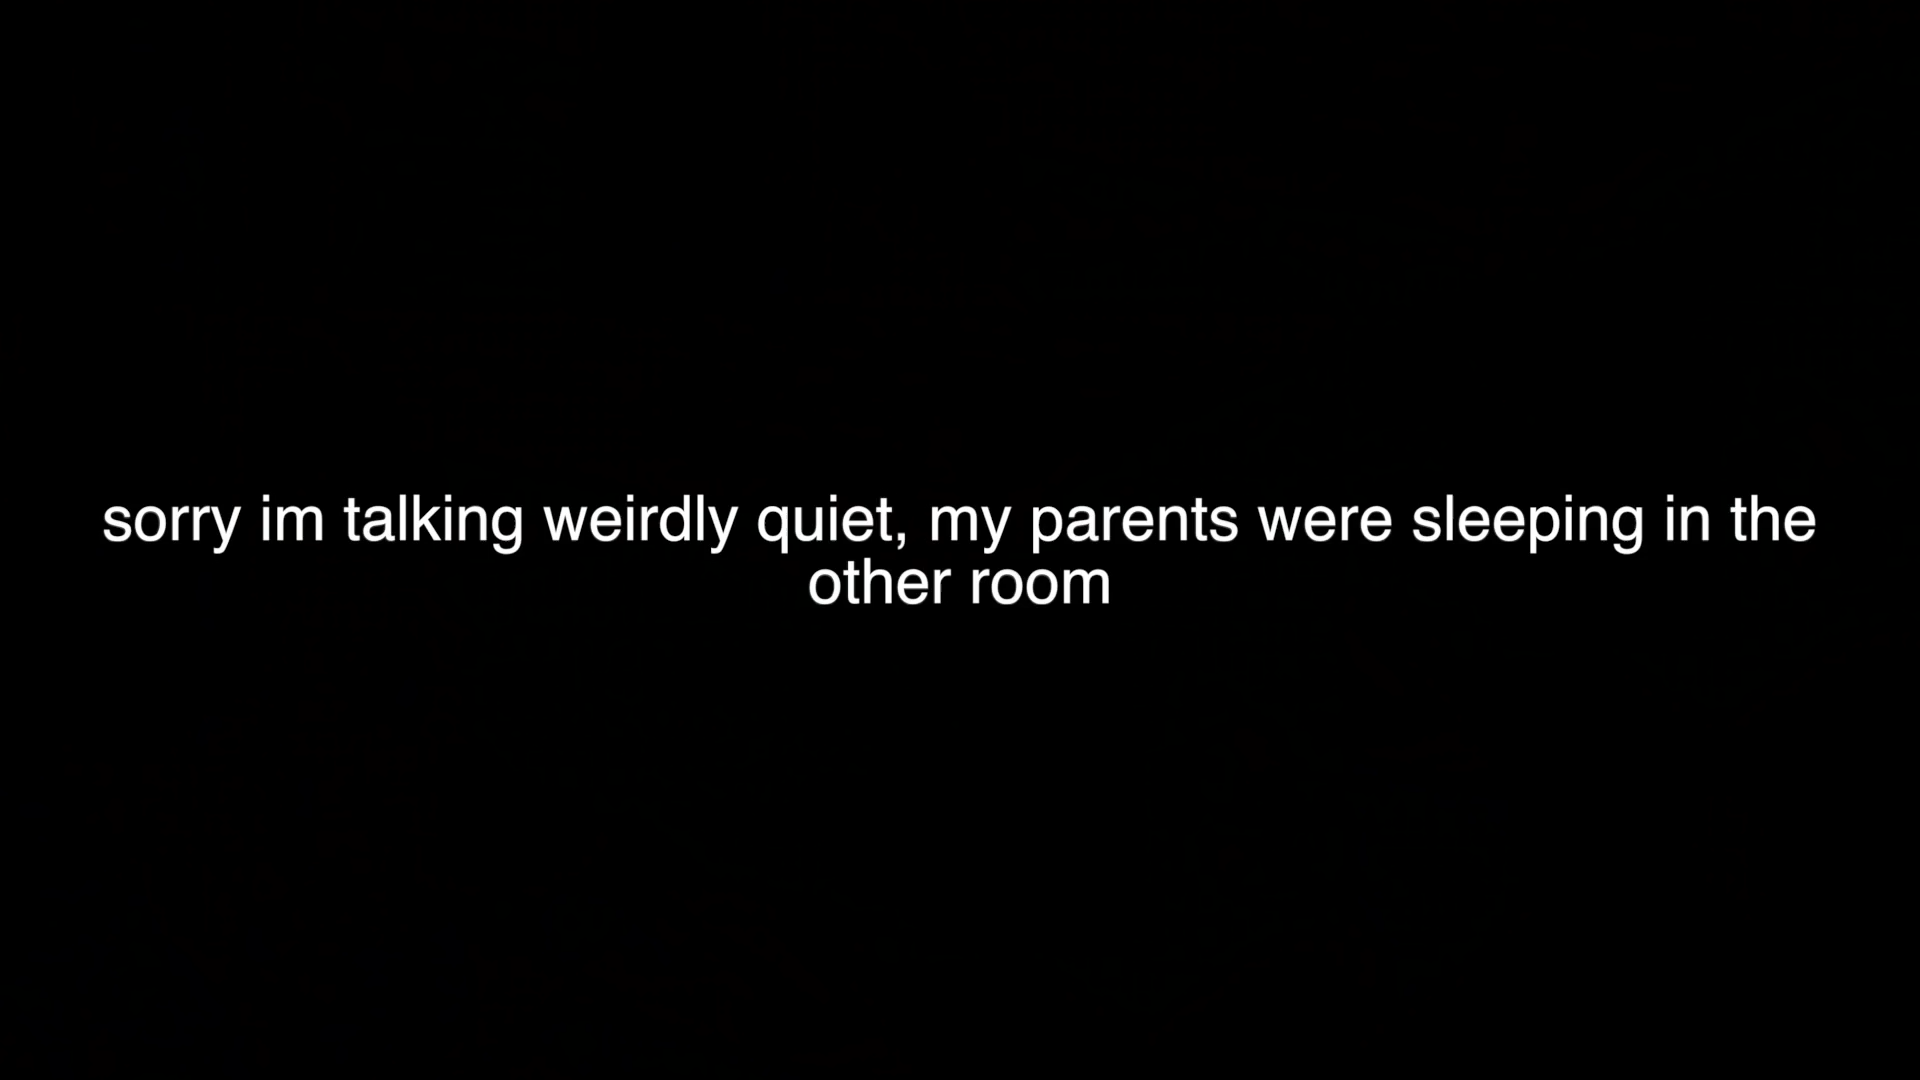 sorry im talking weirdly quiet, my parents were sleeping in the
other room